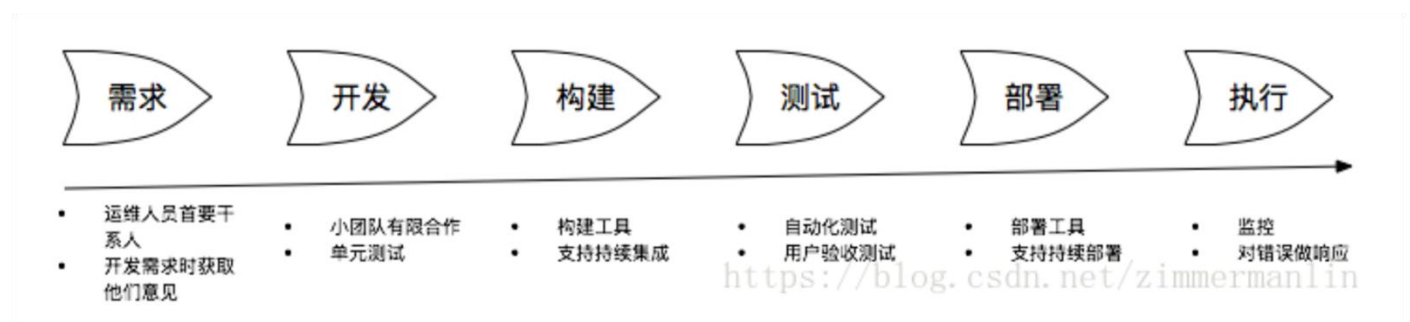 需求
开发
构建
测试
部署
执行
• 运维人员首要干
系人
• 开发需求时获取
他们意见
• 小团队有限合作
• 单元测试
• 构建工具
• 支持持续集成
• 自动化测试
• 用户验收测试
• 部署工具
• 支持持续部署
• 监控
• 对错误做响应
https://blog.csdn.net/zimmermanlin